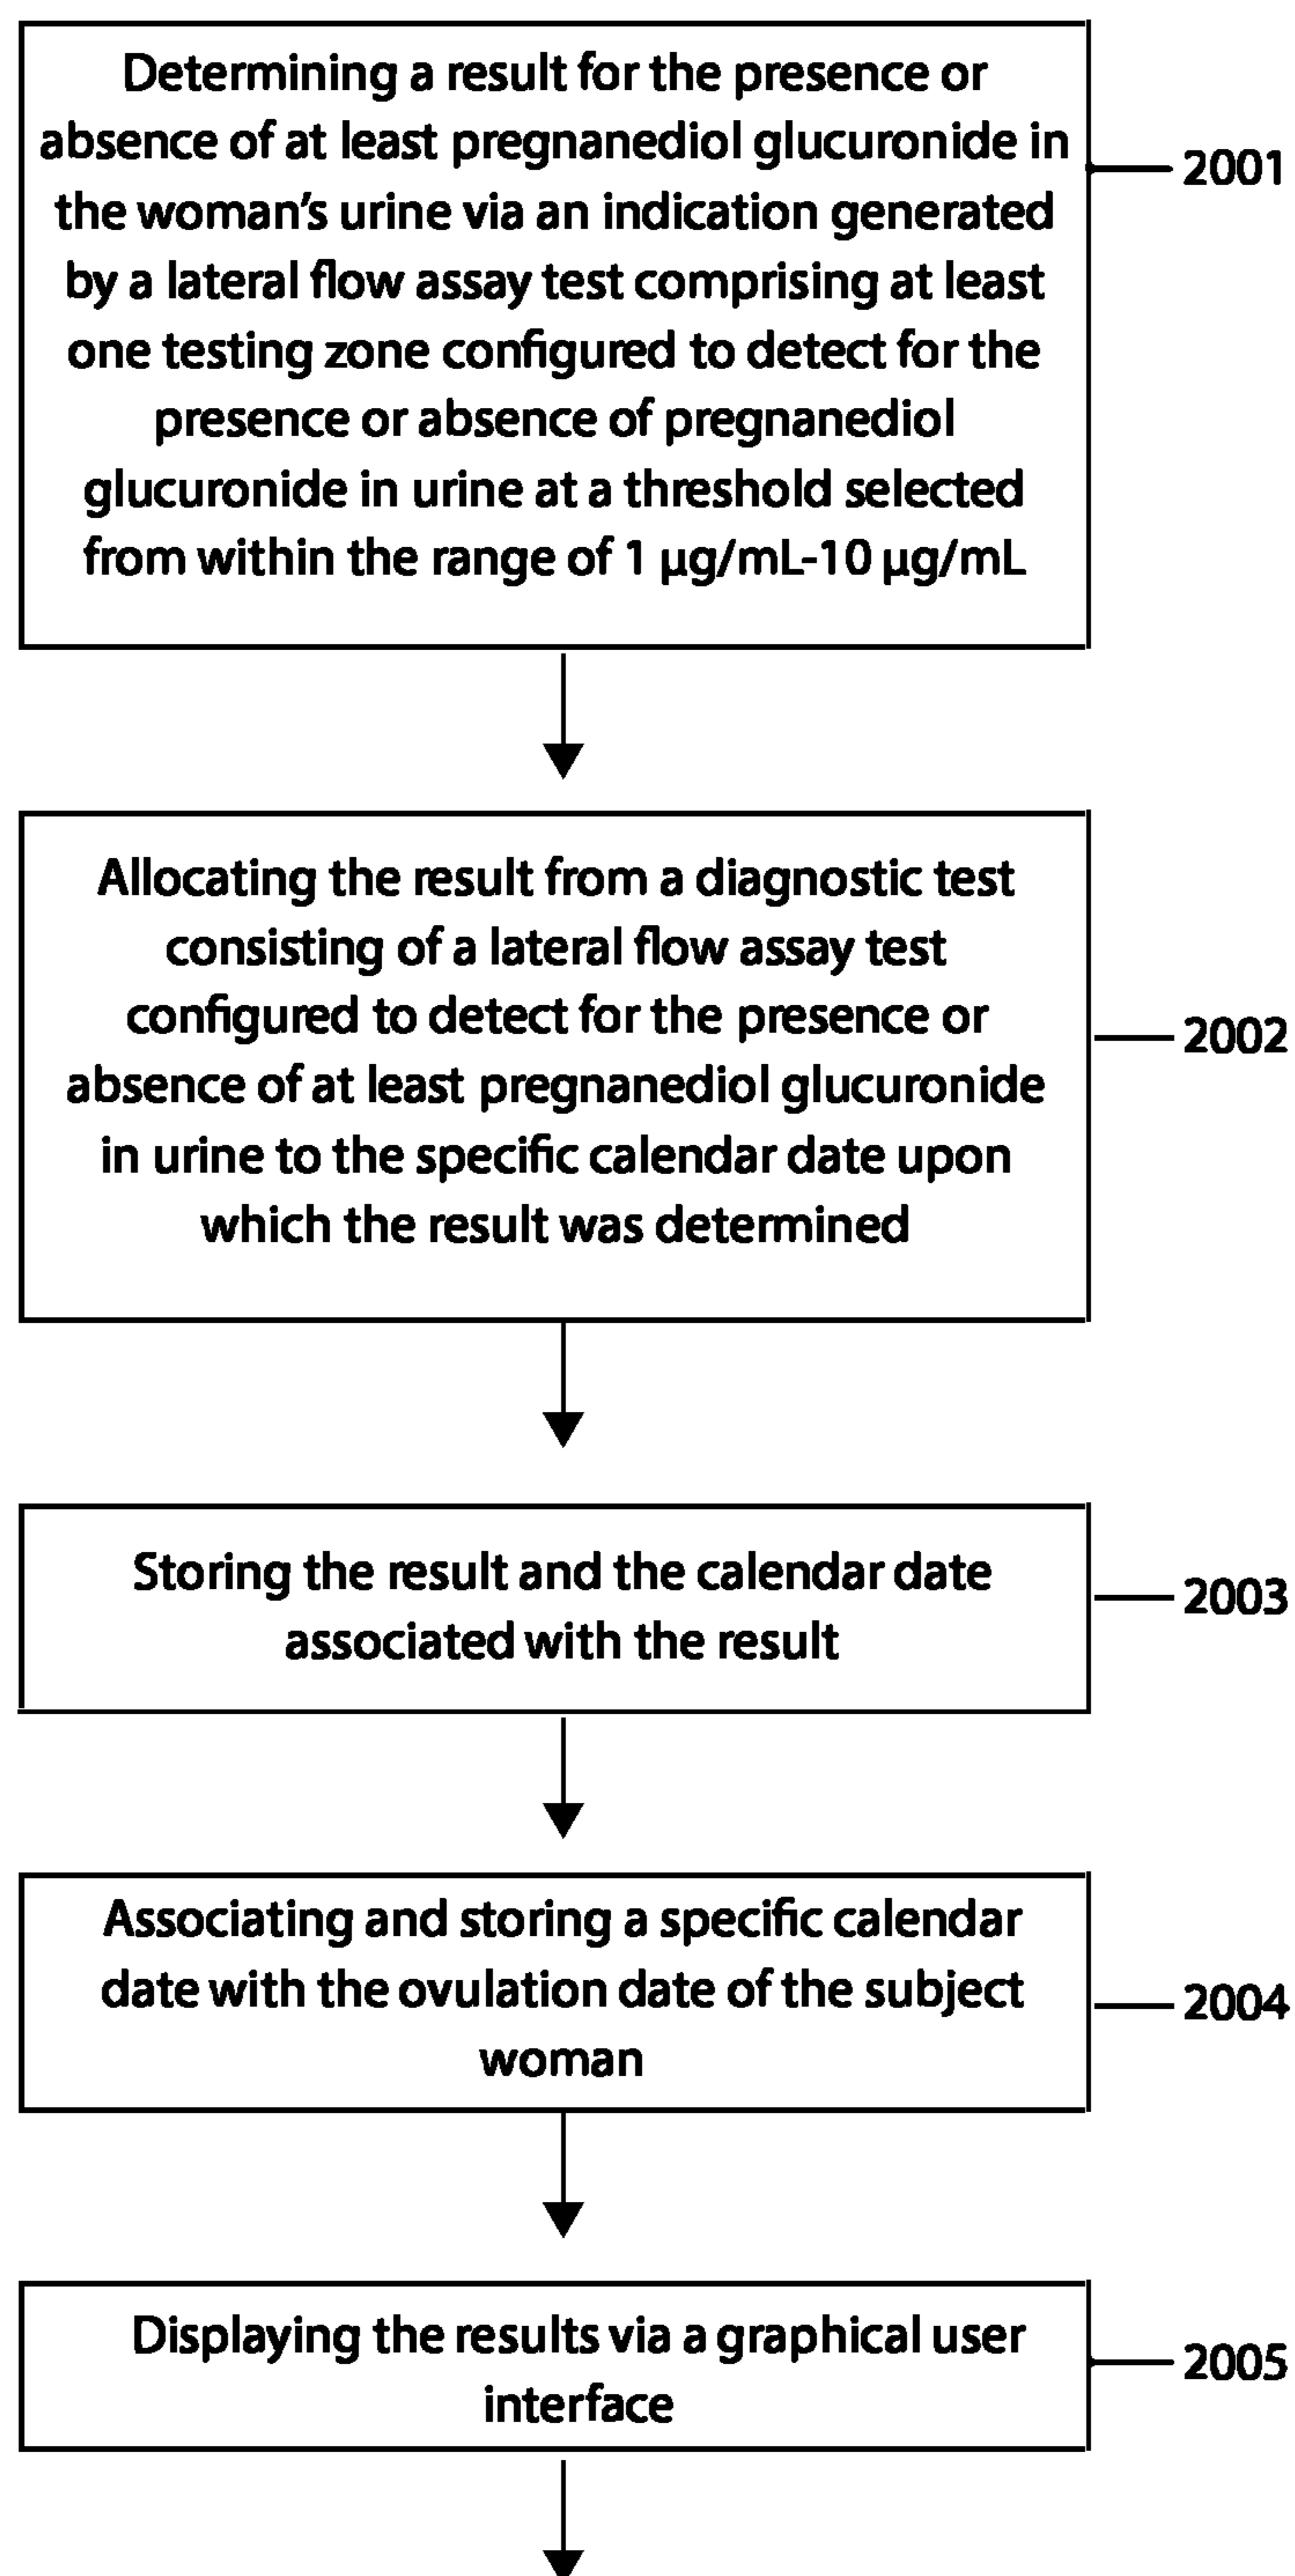 Determining a result for the presence or
absence of at least pregnanediol glucuronide in
the woman's urine via an indication generated
by a lateral flow assay test comprising at least
one testing zone configured to detect for the
presence or absence of pregnanediol
glucuronide in urine at a threshold selected
from within the range of 1 µg/mL-10 µg/mL
2001
Allocating the result from a diagnostic test
consisting of a lateral flow assay test
configured to detect for the presence or
absence of at least pregnanediol glucuronide
in urine to the specific calendar date upon
which the result was determined
2002
Storing the result and the calendar date
associated with the result
2003
Associating and storing a specific calendar
date with the ovulation date of the subject
woman
2004
Displaying the results via a graphical user
interface
2005